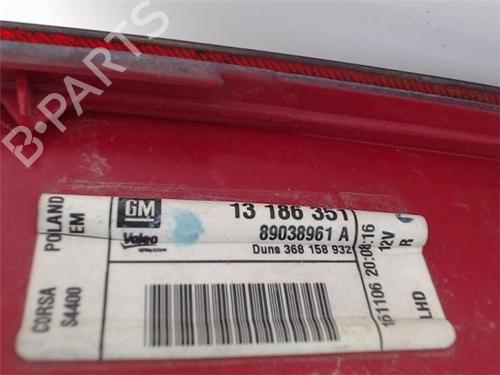 B-PARTS
GM
13 186 351
Valeo
89038961 A
Duns 368 158 932
POLAND
EM
CORSA
S4400
161106 20:08:16
12V
R
LHD